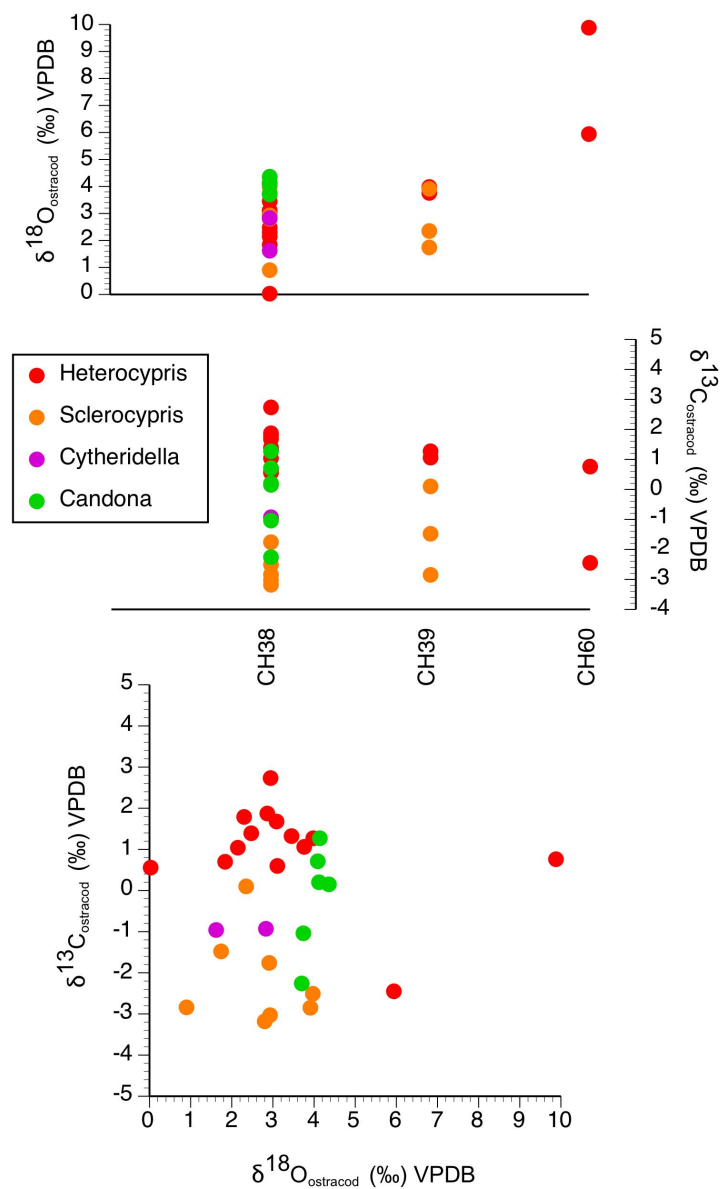 10
9
8
7
6
5
4
3
2
1
0
δ18Oostracod (‰) VPDB
5
4
3
2
1
0
-1
-2
-3
-4
δ13Costracod (‰) VPDB
Heterocypris
Sclerocypris
Cytheridella
Candona
CH38
CH39
CH60
5
4
3
2
1
0
-1
-2
-3
-4
-5
δ13Costracod (‰) VPDB
0 1 2 3 4 5 6 7 8 9 10
δ18Oostracod (‰) VPDB